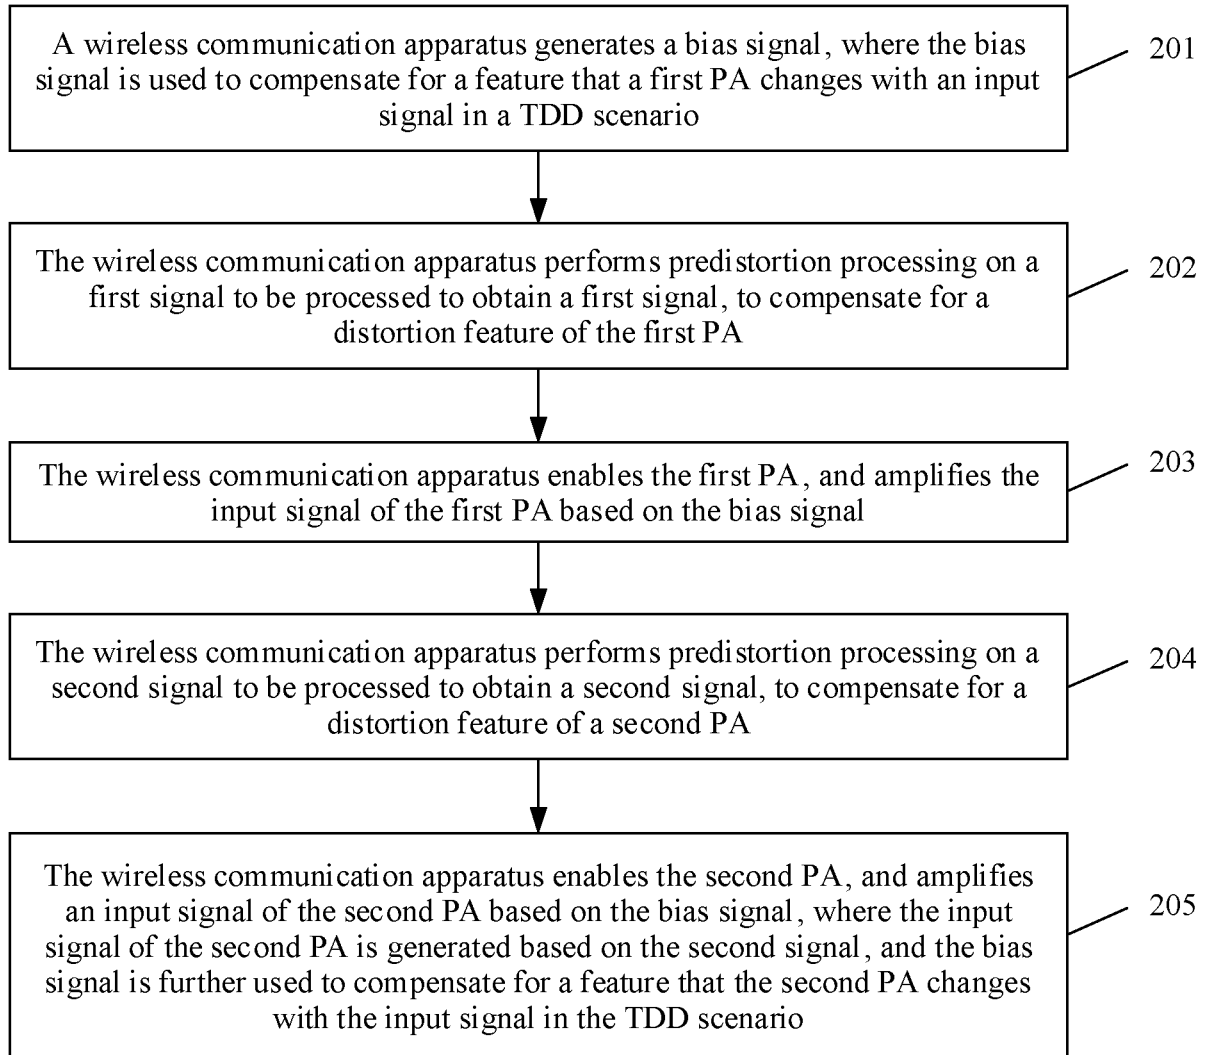 A wireless communication apparatus generates a bias signal, where the bias
signal is used to compensate for a feature that a first PA changes with an input
signal in a TDD scenario
201
The wireless communication apparatus performs predistortion processing on a
first signal to be processed to obtain a first signal, to compensate for a
distortion feature of the first PA
202
The wireless communication apparatus enables the first PA, and amplifies the
input signal of the first PA based on the bias signal
203
The wireless communication apparatus performs predistortion processing on a
second signal to be processed to obtain a second signal, to compensate for a
distortion feature of a second PA
204
The wireless communication apparatus enables the second PA, and amplifies
an input signal of the second PA based on the bias signal, where the input
signal of the second PA is generated based on the second signal, and the bias
signal is further used to compensate for a feature that the second PA changes
with the input signal in the TDD scenario
205